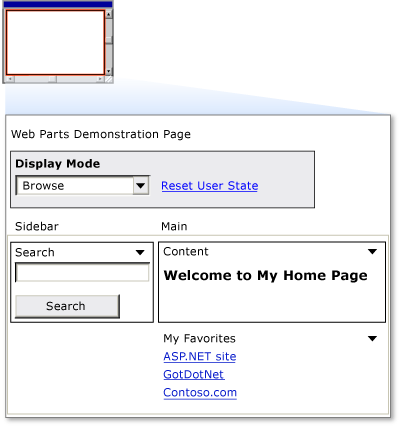 Web Parts Demonstration Page
Display Mode
Browse Reset User State
Sidebar Main
Search
Search
Content
Welcome to My Home Page
My Favorites
ASP.NET site
GotDotNet
Contoso.com